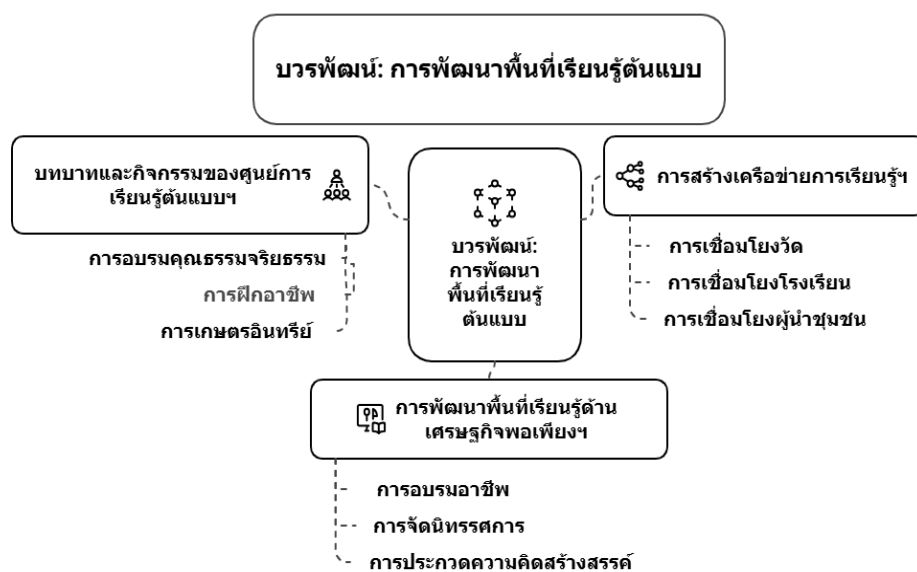 บวรพัฒน์: การพัฒนาพื้นที่เรียนรู้ต้นแบบ
บทบาทและกิจกรรมของศูนย์การ
เรียนรู้ต้นแบบฯ
การอบรมคุณธรรมจริยธรรม
การฝึกอาชีพ
การเกษตรอินทรีย์
บวรพัฒน์:
การพัฒนา
พื้นที่เรียนรู้
ต้นแบบ
การสร้างเครือข่ายการเรียนรู้ฯ
การเชื่อมโยงวัด
การเชื่อมโยงโรงเรียน
การเชื่อมโยงผู้นำชุมชน
การพัฒนาพื้นที่เรียนรู้ด้าน
เศรษฐกิจพอเพียงฯ
การอบรมอาชีพ
การจัดนิทรรศการ
การประกวดความคิดสร้างสรรค์